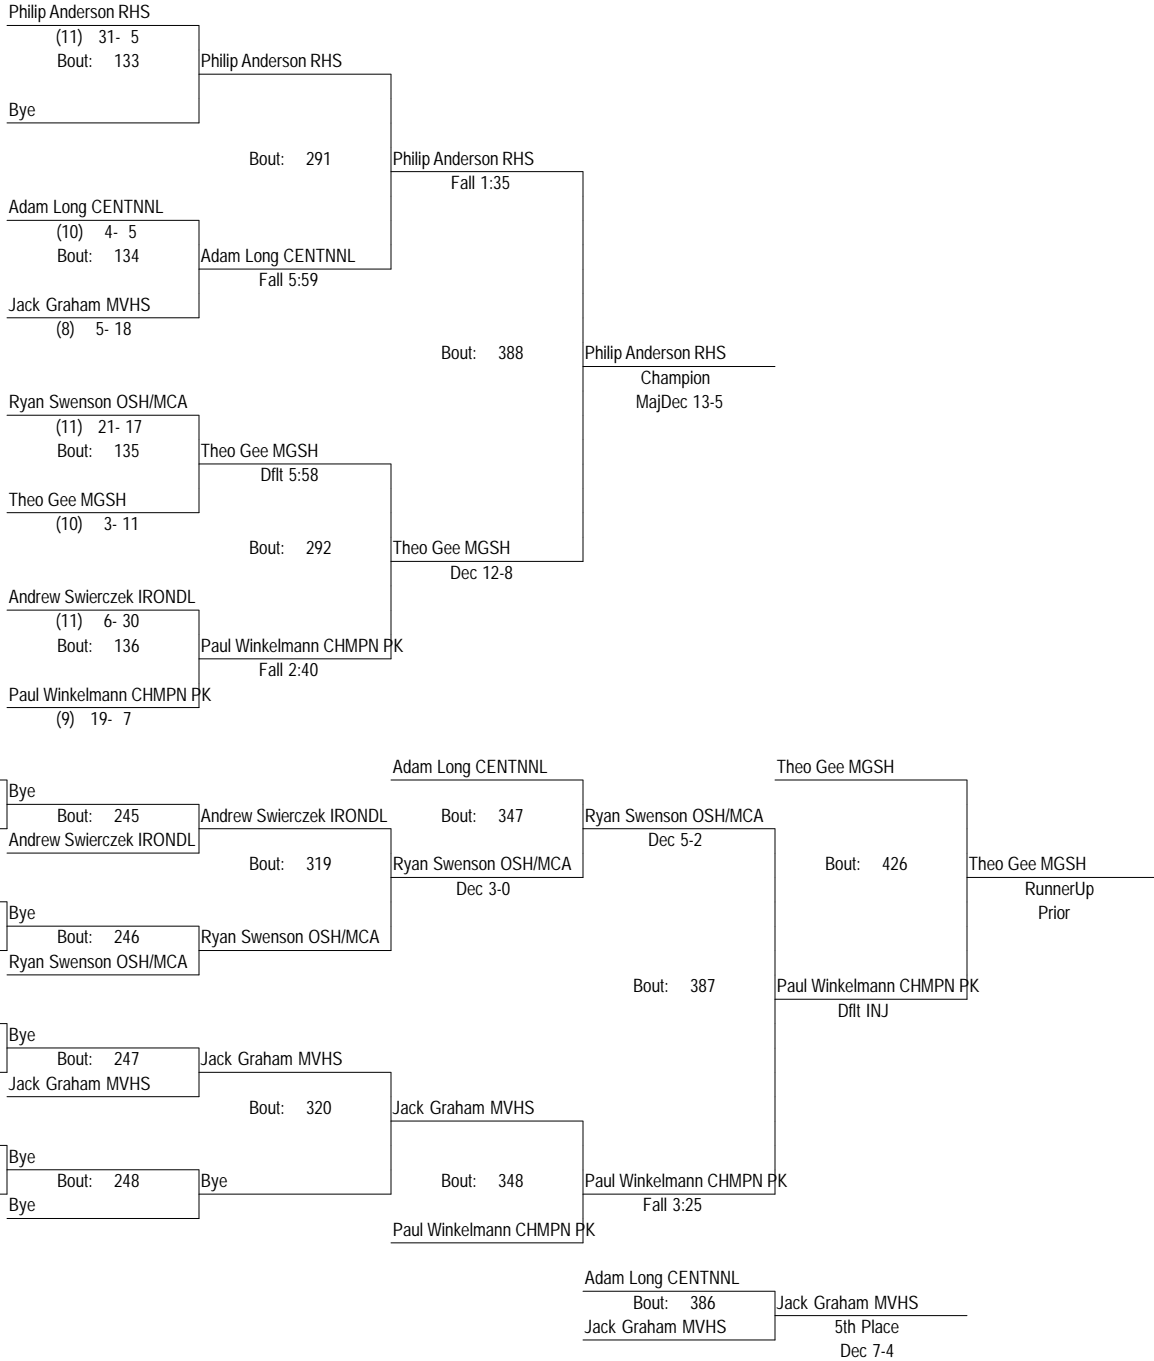 Philip Anderson RHS
(11) 31- 5
Bout: 133
Philip Anderson RHS
Bye
Bout: 291
Philip Anderson RHS
Fall 1:35
Adam Long CENTNNL
(10) 4- 5
Bout: 134
Adam Long CENTNNL
Fall 5:59
Jack Graham MVHS
(8) 5- 18
Bout: 388
Philip Anderson RHS
Champion
MajDec 13-5
Ryan Swenson OSH/MCA
(11) 21- 17
Bout: 135
Theo Gee MGSH
Dflt 5:58
Theo Gee MGSH
(10) 3- 11
Bout: 292
Theo Gee MGSH
Dec 12-8
Andrew Swierczek IRONDL
(11) 6- 30
Bout: 136
Paul Winkelmann CHMPN PK
Fall 2:40
Paul Winkelmann CHMPN PK
(9) 19- 7
Adam Long CENTNNL
Theo Gee MGSH
Bye
Bout: 245
Andrew Swierczek IRONDL
Bout: 347
Ryan Swenson OSH/MCA
Andrew Swierczek IRONDL
Dec 5-2
Bout: 319
Ryan Swenson OSH/MCA
Dec 3-0
Bout: 426
Theo Gee MGSH
RunnerUp
Prior
Bye
Bout: 246
Ryan Swenson OSH/MCA
Ryan Swenson OSH/MCA
Bout: 387
Paul Winkelmann CHMPN PK
Dflt INJ
Bye
Bout: 247
Jack Graham MVHS
Jack Graham MVHS
Bout: 320
Jack Graham MVHS
Bye
Bout: 248
Bye
Bout: 348
Paul Winkelmann CHMPN PK
Fall 3:25
Bye
Paul Winkelmann CHMPN PK
Adam Long CENTNNL
Bout: 386
Jack Graham MVHS
Jack Graham MVHS
5th Place
Dec 7-4